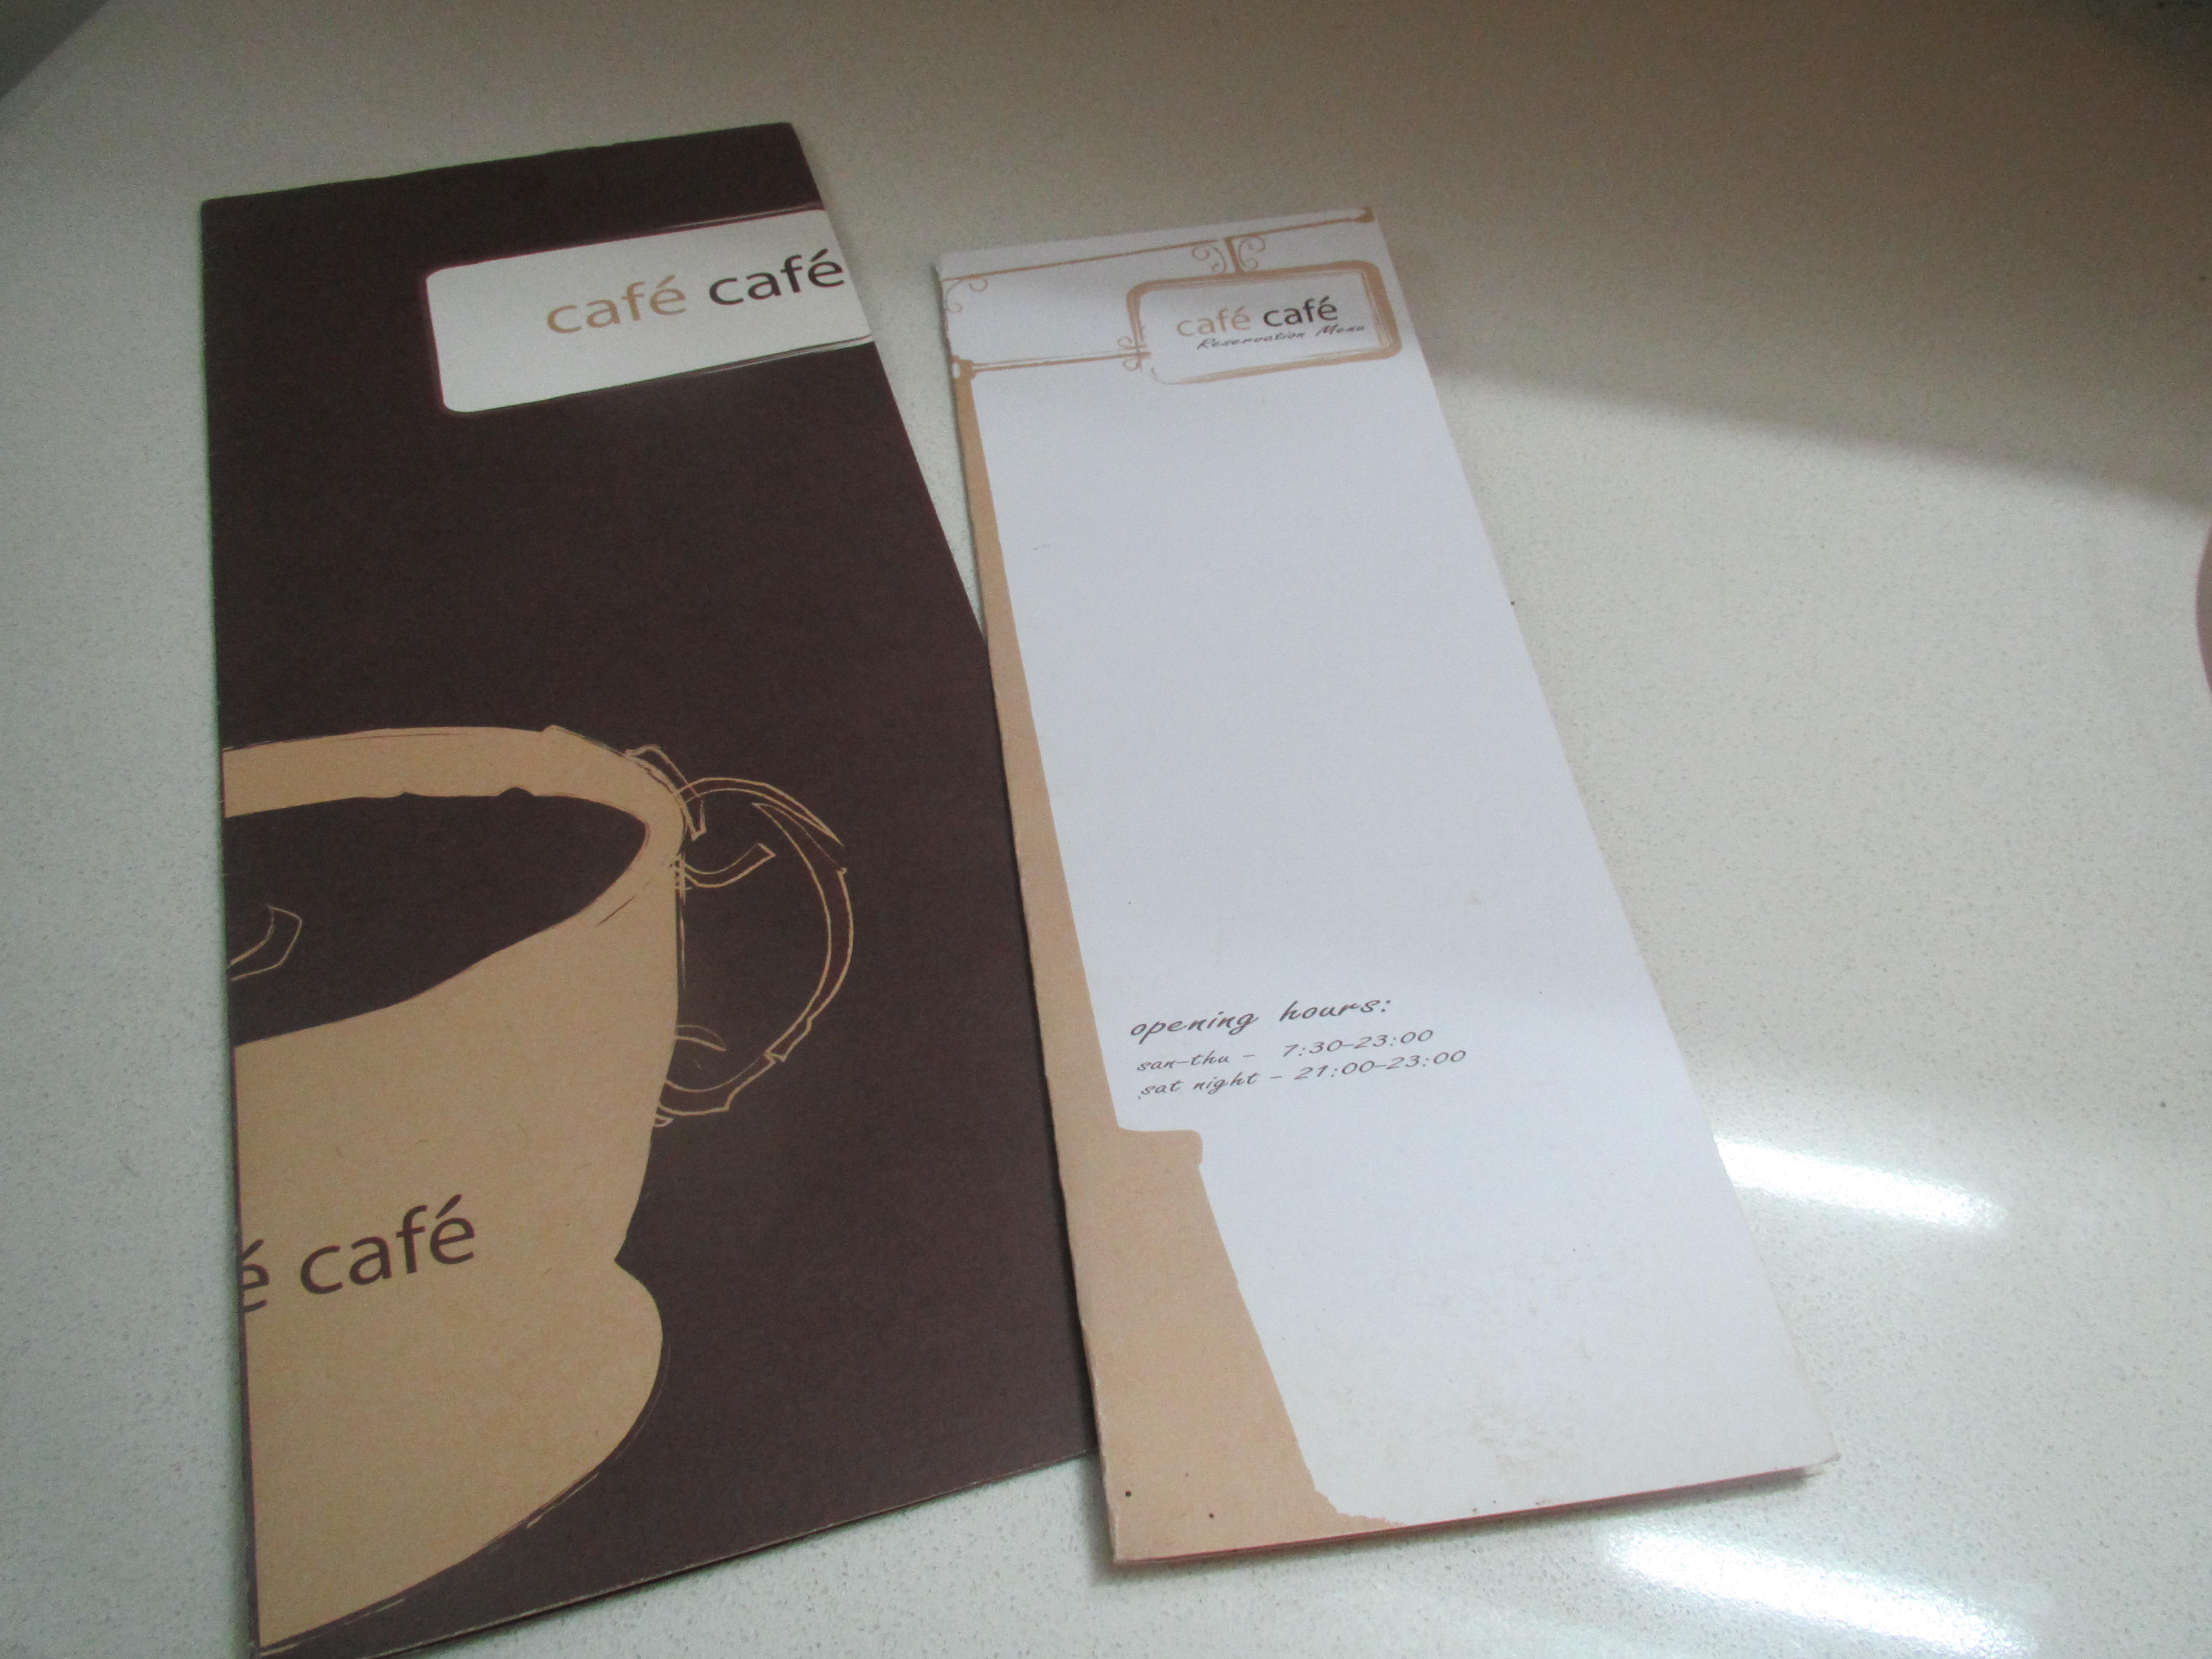 café café
é café
café café
Reservation Menu
opening hours:
san-thu - 7:30-23:00
sat night - 21:00-23:00